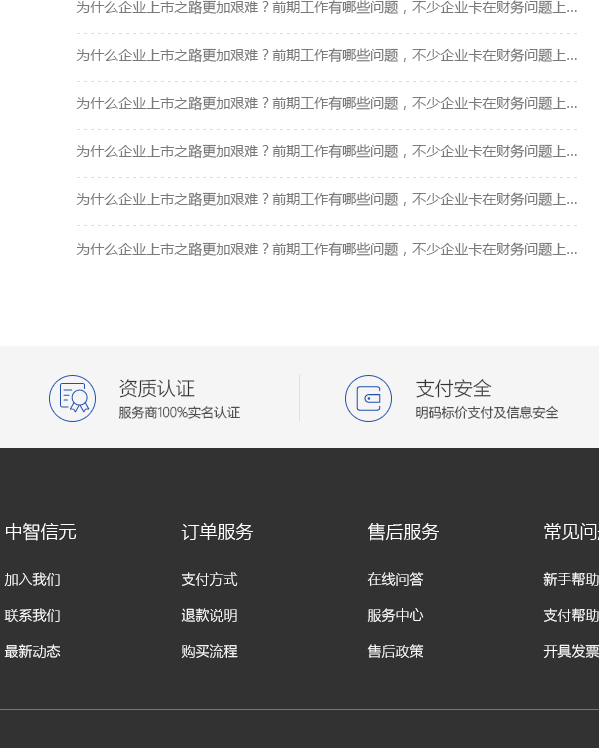 为什么企业上市之路更加艰难？前期工作有哪些问题，不少企业卡在财务问题上...
为什么企业上市之路更加艰难？前期工作有哪些问题，不少企业卡在财务问题上...
为什么企业上市之路更加艰难？前期工作有哪些问题，不少企业卡在财务问题上...
为什么企业上市之路更加艰难？前期工作有哪些问题，不少企业卡在财务问题上...
为什么企业上市之路更加艰难？前期工作有哪些问题，不少企业卡在财务问题上...
为什么企业上市之路更加艰难？前期工作有哪些问题，不少企业卡在财务问题上...
资质认证
服务商100%实名认证
支付安全
明码标价支付及信息安全
中智信元
加入我们
联系我们
最新动态
订单服务
支付方式
退款说明
购买流程
售后服务
在线问答
服务中心
售后政策
常见问
新手帮助
支付帮助
开具发票